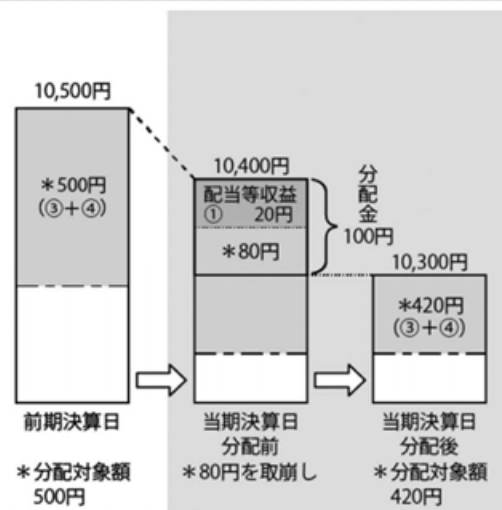 10,500円
＊500円
(③＋④)
前期決算日
＊分配対象額
500円
10,400円
配当等収益
① 20円
＊80円
分配金
100円
当期決算日
分配前
＊80円を取崩し
10,300円
＊420円
(③＋④)
当期決算日
分配後
＊分配対象額
420円